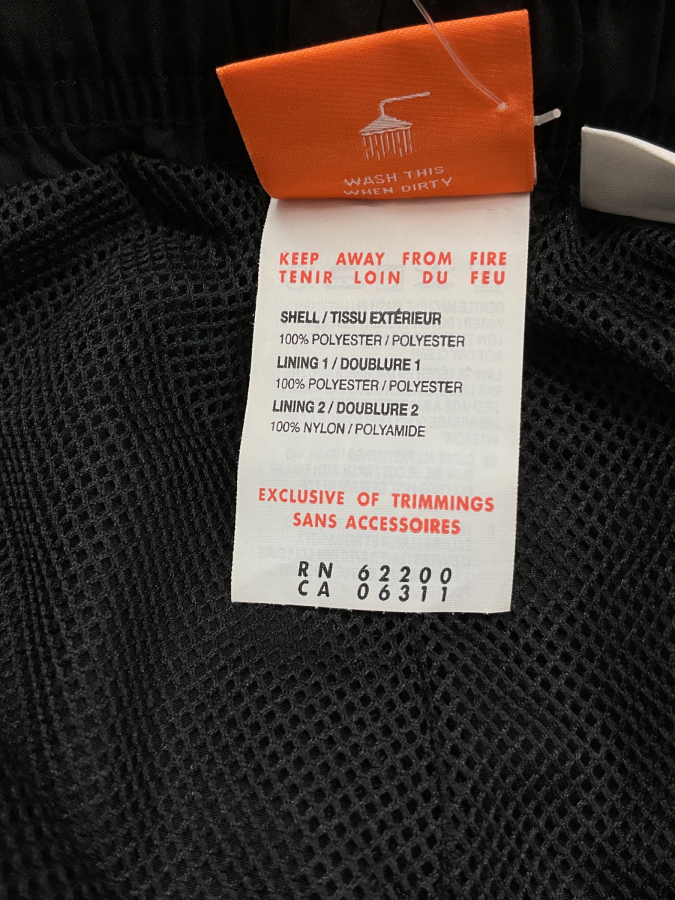 WASH THIS
WHEN DIRTY
KEEP AWAY FROM FIRE
TENIR LOIN DU FEU
SHELL / TISSU EXTÉRIEUR
100% POLYESTER / POLYESTER
LINING 1 / DOUBLURE 1
100% POLYESTER / POLYESTER
LINING 2 / DOUBLURE 2
100% NYLON / POLYAMIDE
EXCLUSIVE OF TRIMMINGS
SANS ACCESSOIRES
RN 62200
CA 06311